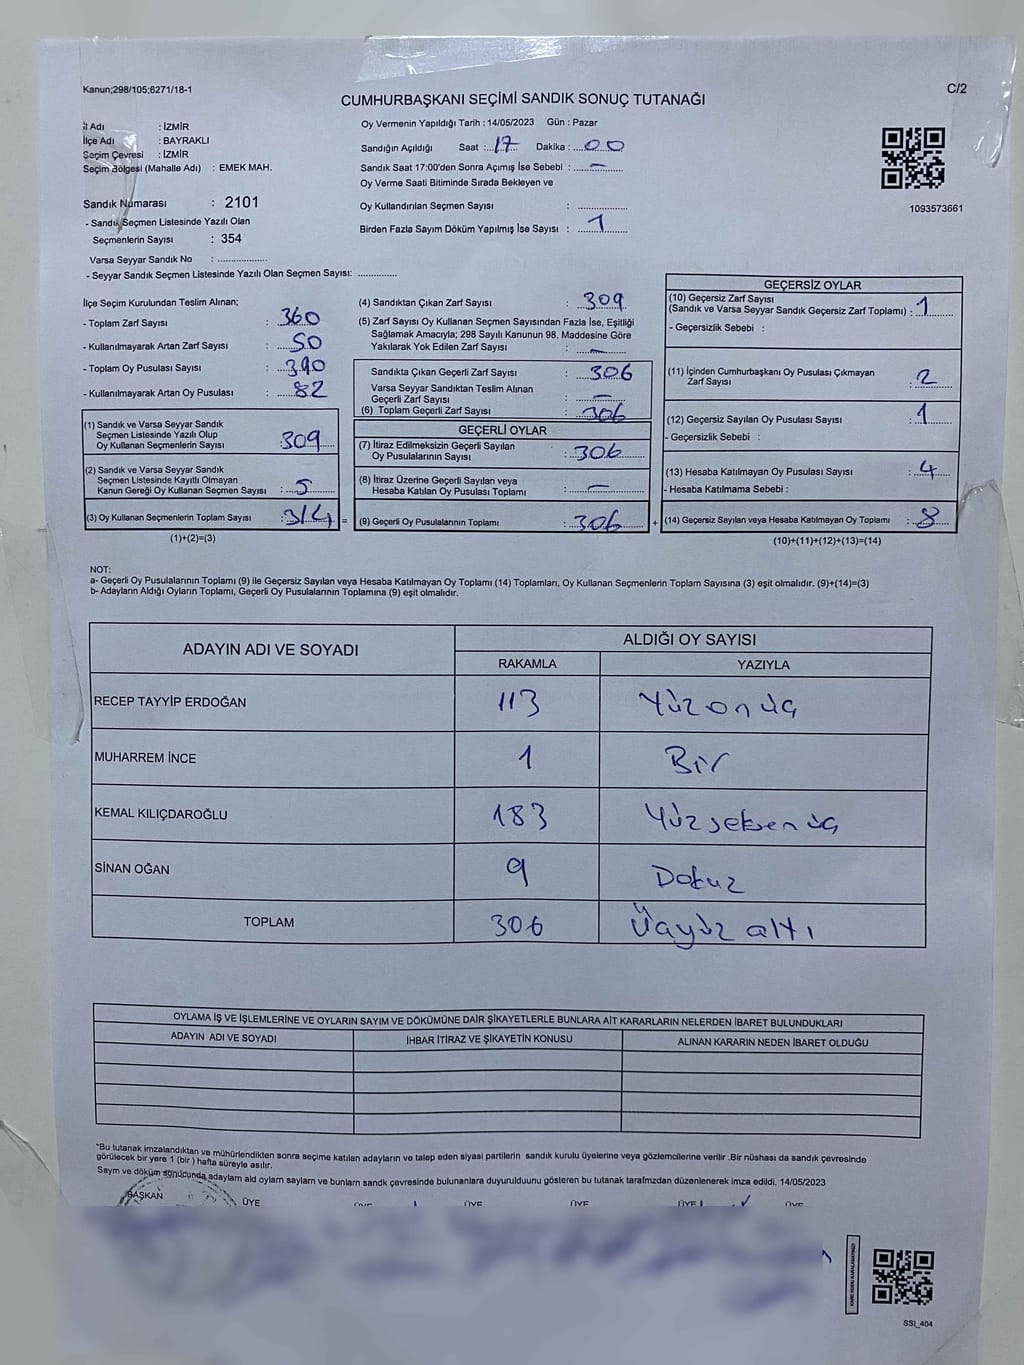 Kanun;298/105;6271/18-1
C/2
CUMHURBAŞKANI SEÇİMİ SANDIK SONUÇ TUTANAĞI
İl Adı : İZMİR
İlçe Adı : BAYRAKLI
Seçim Çevresi : İZMİR
Seçim Bölgesi (Mahalle Adı) : EMEK MAH.
Sandık Numarası : 2101
- Sandık Seçmen Listesinde Yazılı Olan
Seçmenlerin Sayısı : 354
Varsa Seyyar Sandık No : ..................
- Seyyar Sandık Seçmen Listesinde Yazılı Olan Seçmen Sayısı: ..............
Oy Vermenin Yapıldığı Tarih : 14/05/2023 Gün : Pazar
Sandığın Açıldığı Saat : 17 Dakika : 00
Sandık Saat 17:00'den Sonra Açımış İse Sebebi : –
Oy Verme Saati Bitiminde Sırada Bekleyen ve
Oy Kullandırılan Seçmen Sayısı : ..................
Birden Fazla Sayım Döküm Yapılmış İse Sayısı : 1
1093573661
İlçe Seçim Kurulundan Teslim Alınan;
- Toplam Zarf Sayısı : 360
- Kullanılmayarak Artan Zarf Sayısı : 50
- Toplam Oy Pusulası Sayısı : 390
- Kullanılmayarak Artan Oy Pusulası : 82
(1) Sandık ve Varsa Seyyar Sandık
Seçmen Listesinde Yazılı Olup
Oy Kullanan Seçmenlerin Sayısı : 309
(2) Sandık ve Varsa Seyyar Sandık
Seçmen Listesinde Kayıtlı Olmayan
Kanun Gereği Oy Kullanan Seçmen Sayısı : 5
(3) Oy Kullanan Seçmenlerin Toplam Sayısı : 314 =
(1)+(2)=(3)
(4) Sandıktan Çıkan Zarf Sayısı : 309
(5) Zarf Sayısı Oy Kullanan Seçmen Sayısından Fazla İse, Eşitliği
Sağlamak Amacıyla; 298 Sayılı Kanunun 98. Maddesine Göre
Yakılarak Yok Edilen Zarf Sayısı : –
Sandıkta Çıkan Geçerli Zarf Sayısı : 306
Varsa Seyyar Sandıktan Teslim Alınan
Geçerli Zarf Sayısı : –
(6) Toplam Geçerli Zarf Sayısı : 306
GEÇERLİ OYLAR
(7) İtiraz Edilmeksizin Geçerli Sayılan
Oy Pusulalarının Sayısı : 306
(8) İtiraz Üzerine Geçerli Sayılan veya
Hesaba Katılan Oy Pusulası Toplamı : –
(9) Geçerli Oy Pusulalarının Toplamı : 306 +
GEÇERSİZ OYLAR
(10) Geçersiz Zarf Sayısı
(Sandık ve Varsa Seyyar Sandık Geçersiz Zarf Toplamı) : 1
- Geçersizlik Sebebi :
(11) İçinden Cumhurbaşkanı Oy Pusulası Çıkmayan
Zarf Sayısı : 2
(12) Geçersiz Sayılan Oy Pusulası Sayısı : 1
- Geçersizlik Sebebi :
(13) Hesaba Katılmayan Oy Pusulası Sayısı : 4
- Hesaba Katılmama Sebebi :
(14) Geçersiz Sayılan veya Hesaba Katılmayan Oy Toplamı : 8
(10)+(11)+(12)+(13)=(14)
NOT:
a- Geçerli Oy Pusulalarının Toplamı (9) ile Geçersiz Sayılan veya Hesaba Katılmayan Oy Toplamı (14) Toplamları, Oy Kullanan Seçmenlerin Toplam Sayısına (3) eşit olmalıdır. (9)+(14)=(3)
b- Adayların Aldığı Oyların Toplamı, Geçerli Oy Pusulalarının Toplamına (9) eşit olmalıdır.
ADAYIN ADI VE SOYADI
ALDIĞI OY SAYISI
RAKAMLA YAZIYLA
RECEP TAYYİP ERDOĞAN 113 Yüzonüç
MUHARREM İNCE 1 Bir
KEMAL KILIÇDAROĞLU 183 Yüzseksenüç
SİNAN OĞAN 9 Dokuz
TOPLAM 306 Üçyüz altı
OYLAMA İŞ VE İŞLEMLERİNE VE OYLARIN SAYIM VE DÖKÜMÜNE DAİR ŞİKAYETLERLE BUNLARA AİT KARARLARIN NELERDEN İBARET BULUNDUKLARI
ADAYIN ADI VE SOYADI İHBAR İTİRAZ VE ŞİKAYETİN KONUSU ALINAN KARARIN NEDEN İBARET OLDUĞU
*Bu tutanak imzalandıktan ve mühürlendikten sonra seçime katılan adayların ve talep eden siyasi partilerin sandık kurulu üyelerine veya gözlemcilerine verilir .Bir nüshası da sandık çevresinde
görülecek bir yere 1 (bir ) hafta süreyle asılır.
Sayım ve döküm sonucunda adayların ald oyların sayların ve bunların sandk çevresinde bulunanlara duyurulduunu gösteren bu tutanak tarafmzdan düzenlenerek imza edildi. 14/05/2023
BAŞKAN ÜYE ÜYE ÜYE ÜYE ÜYE ÜYE
SSI_404